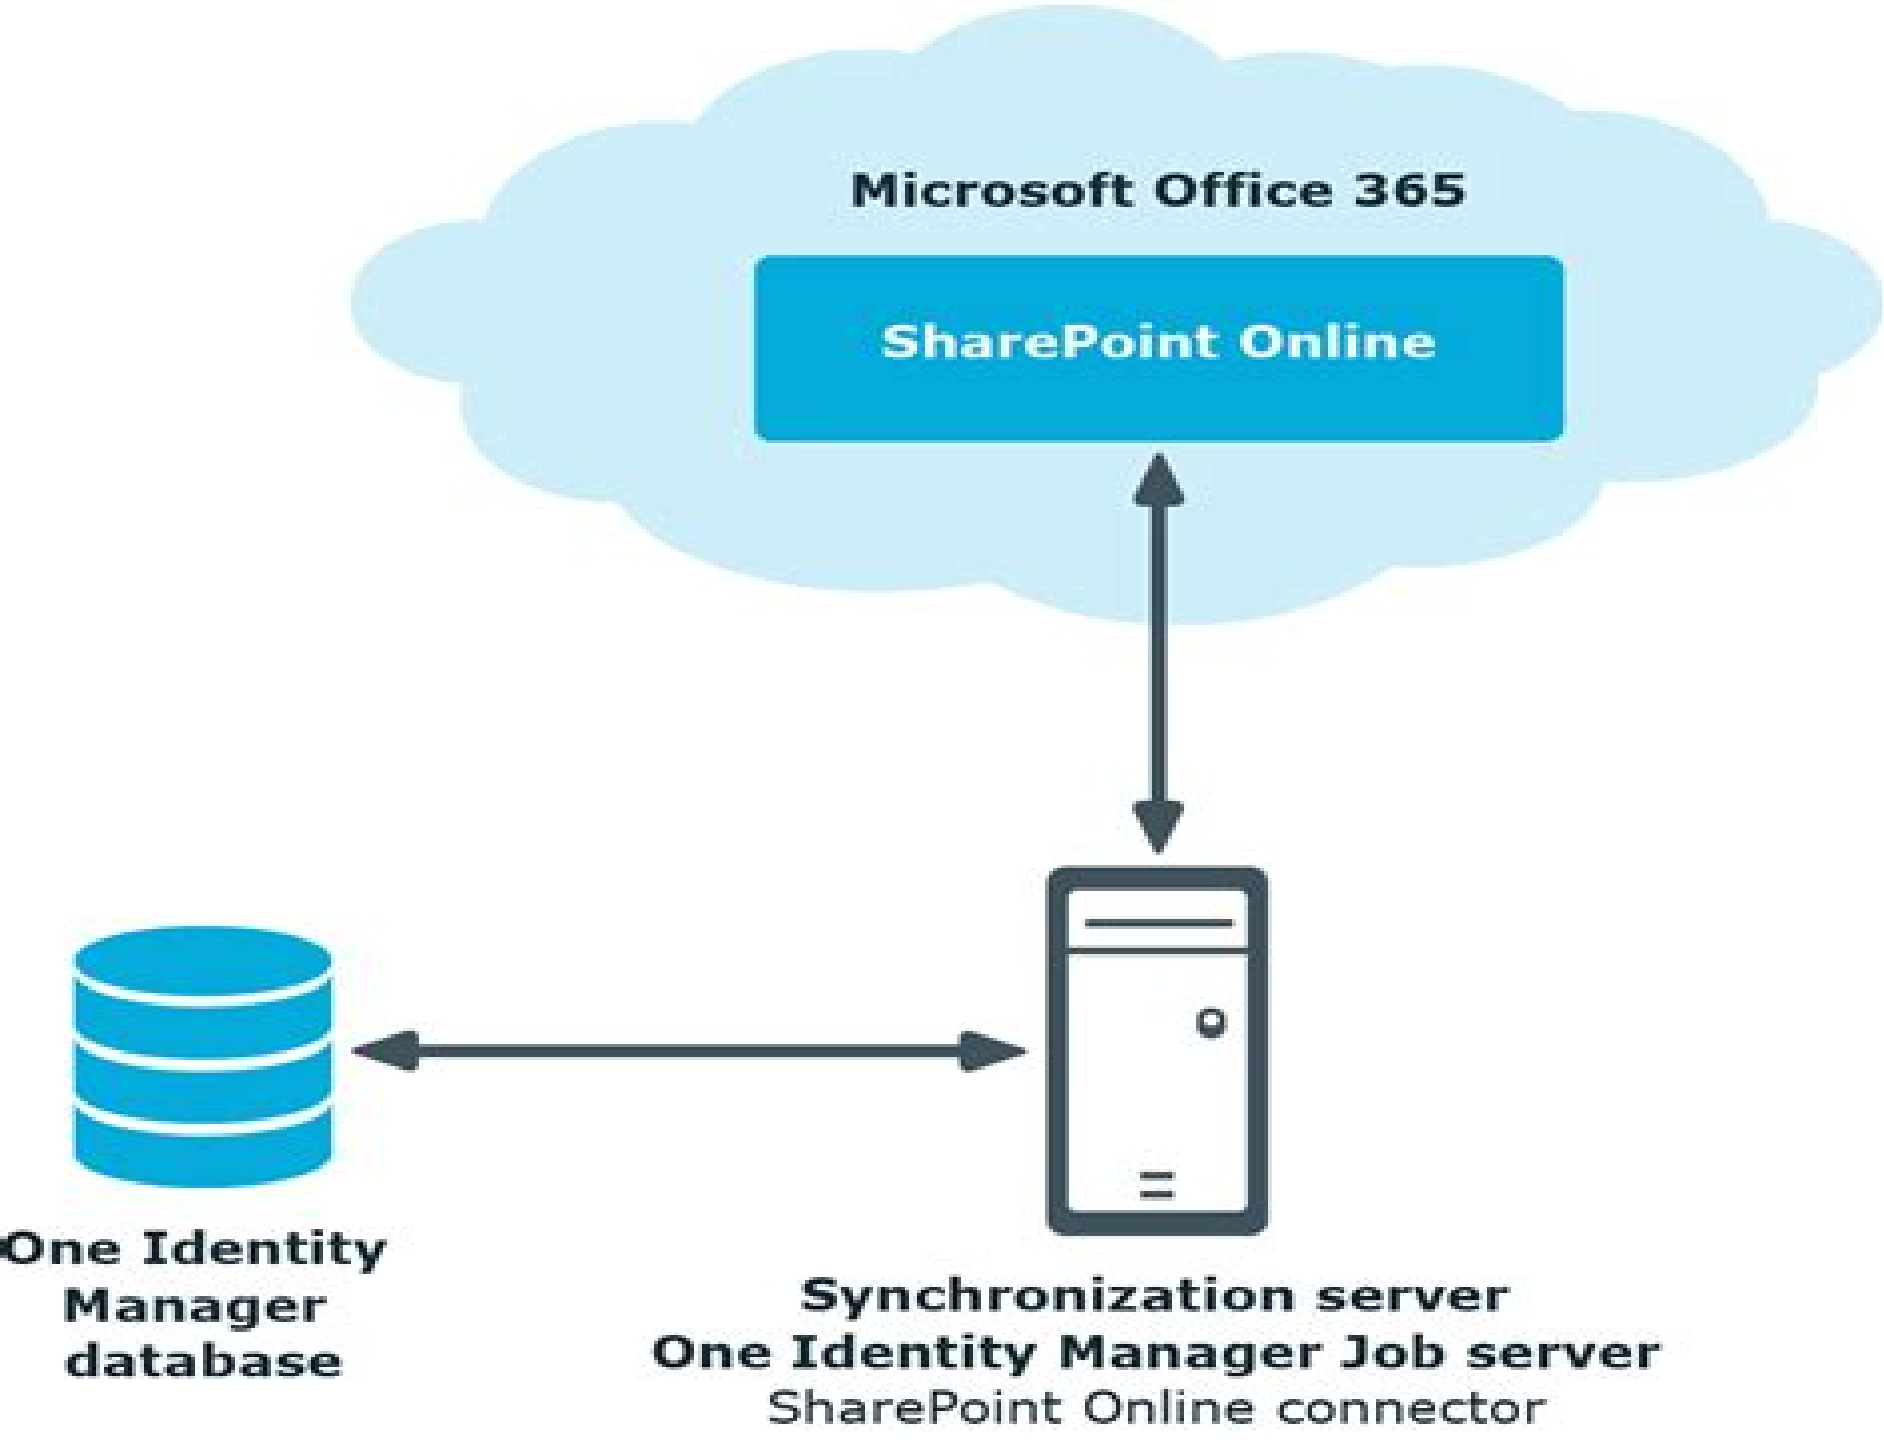 Microsoft Office 365
SharePoint Online
One Identity
Manager
database
Synchronization server
One Identity Manager Job server
SharePoint Online connector